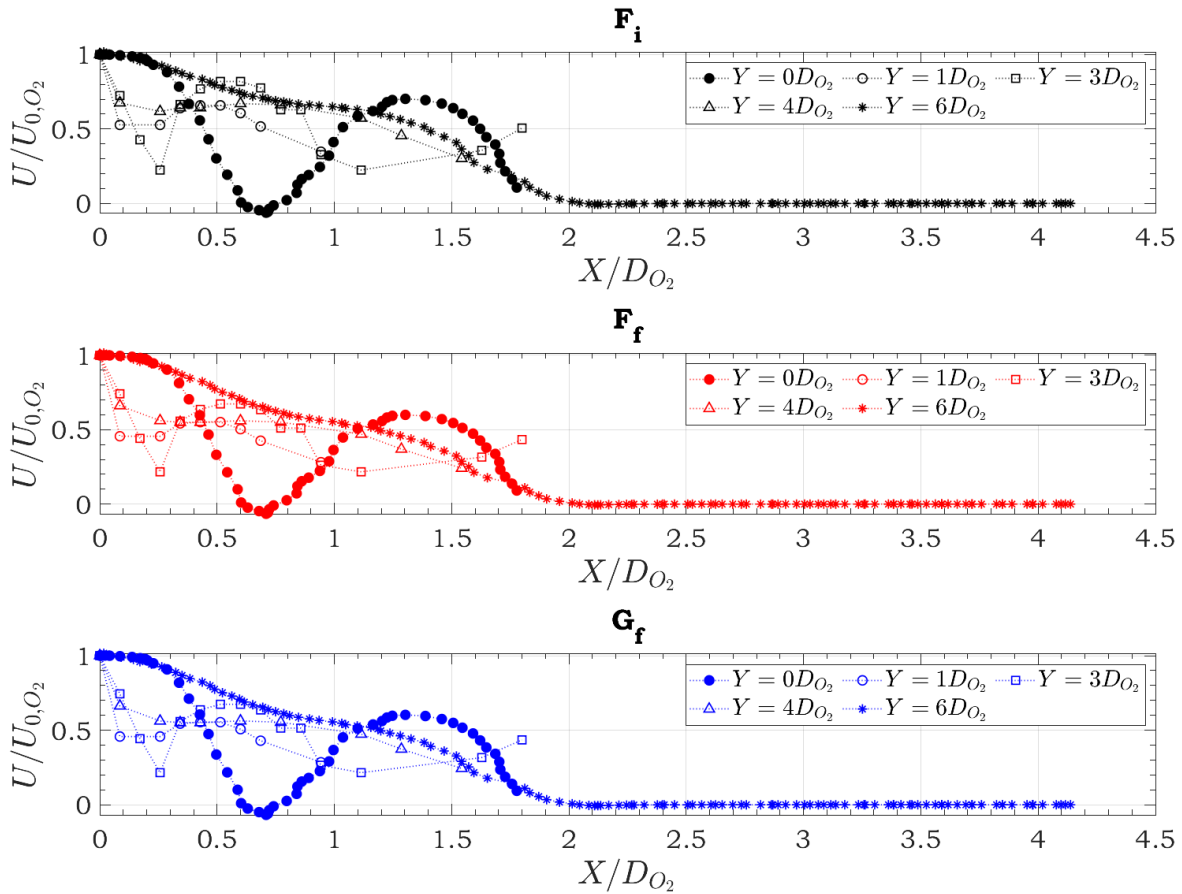 F_i
U/U_{0,O_2}
1
0.5
0
Y = 0D_{O_2} Y = 1D_{O_2} Y = 3D_{O_2}
Y = 4D_{O_2} Y = 6D_{O_2}
0 0.5 1 1.5 2 2.5 3 3.5 4 4.5
X/D_{O_2}
F_f
U/U_{0,O_2}
1
0.5
0
Y = 0D_{O_2} Y = 1D_{O_2} Y = 3D_{O_2}
Y = 4D_{O_2} Y = 6D_{O_2}
0 0.5 1 1.5 2 2.5 3 3.5 4 4.5
X/D_{O_2}
G_f
U/U_{0,O_2}
1
0.5
0
Y = 0D_{O_2} Y = 1D_{O_2} Y = 3D_{O_2}
Y = 4D_{O_2} Y = 6D_{O_2}
0 0.5 1 1.5 2 2.5 3 3.5 4 4.5
X/D_{O_2}